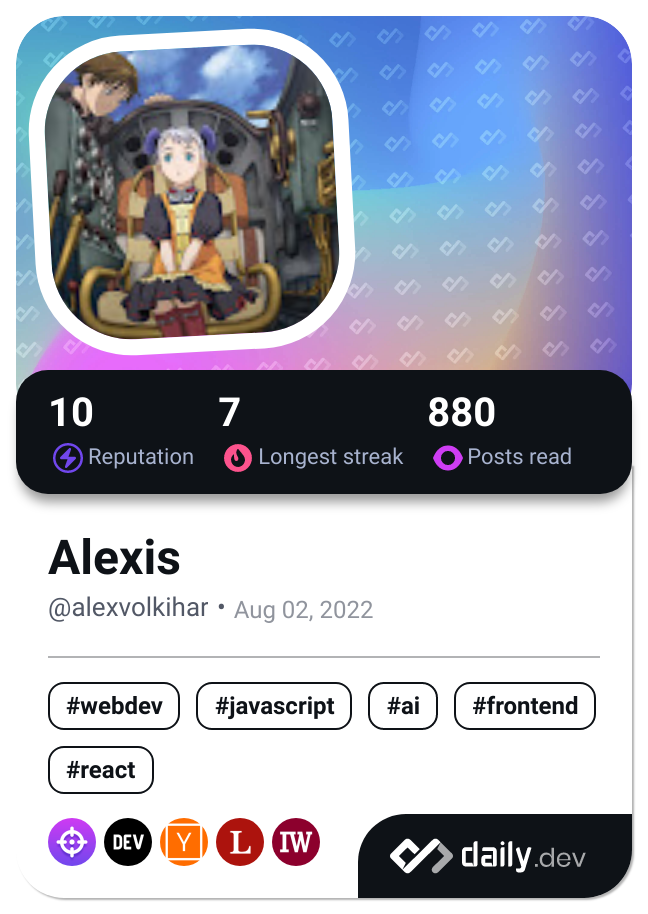 10 7 880
Reputation Longest streak Posts read
Alexis
@alexvolkihar • Aug 02, 2022
#webdev #javascript #ai #frontend
#react
DEV Y L IW daily.dev